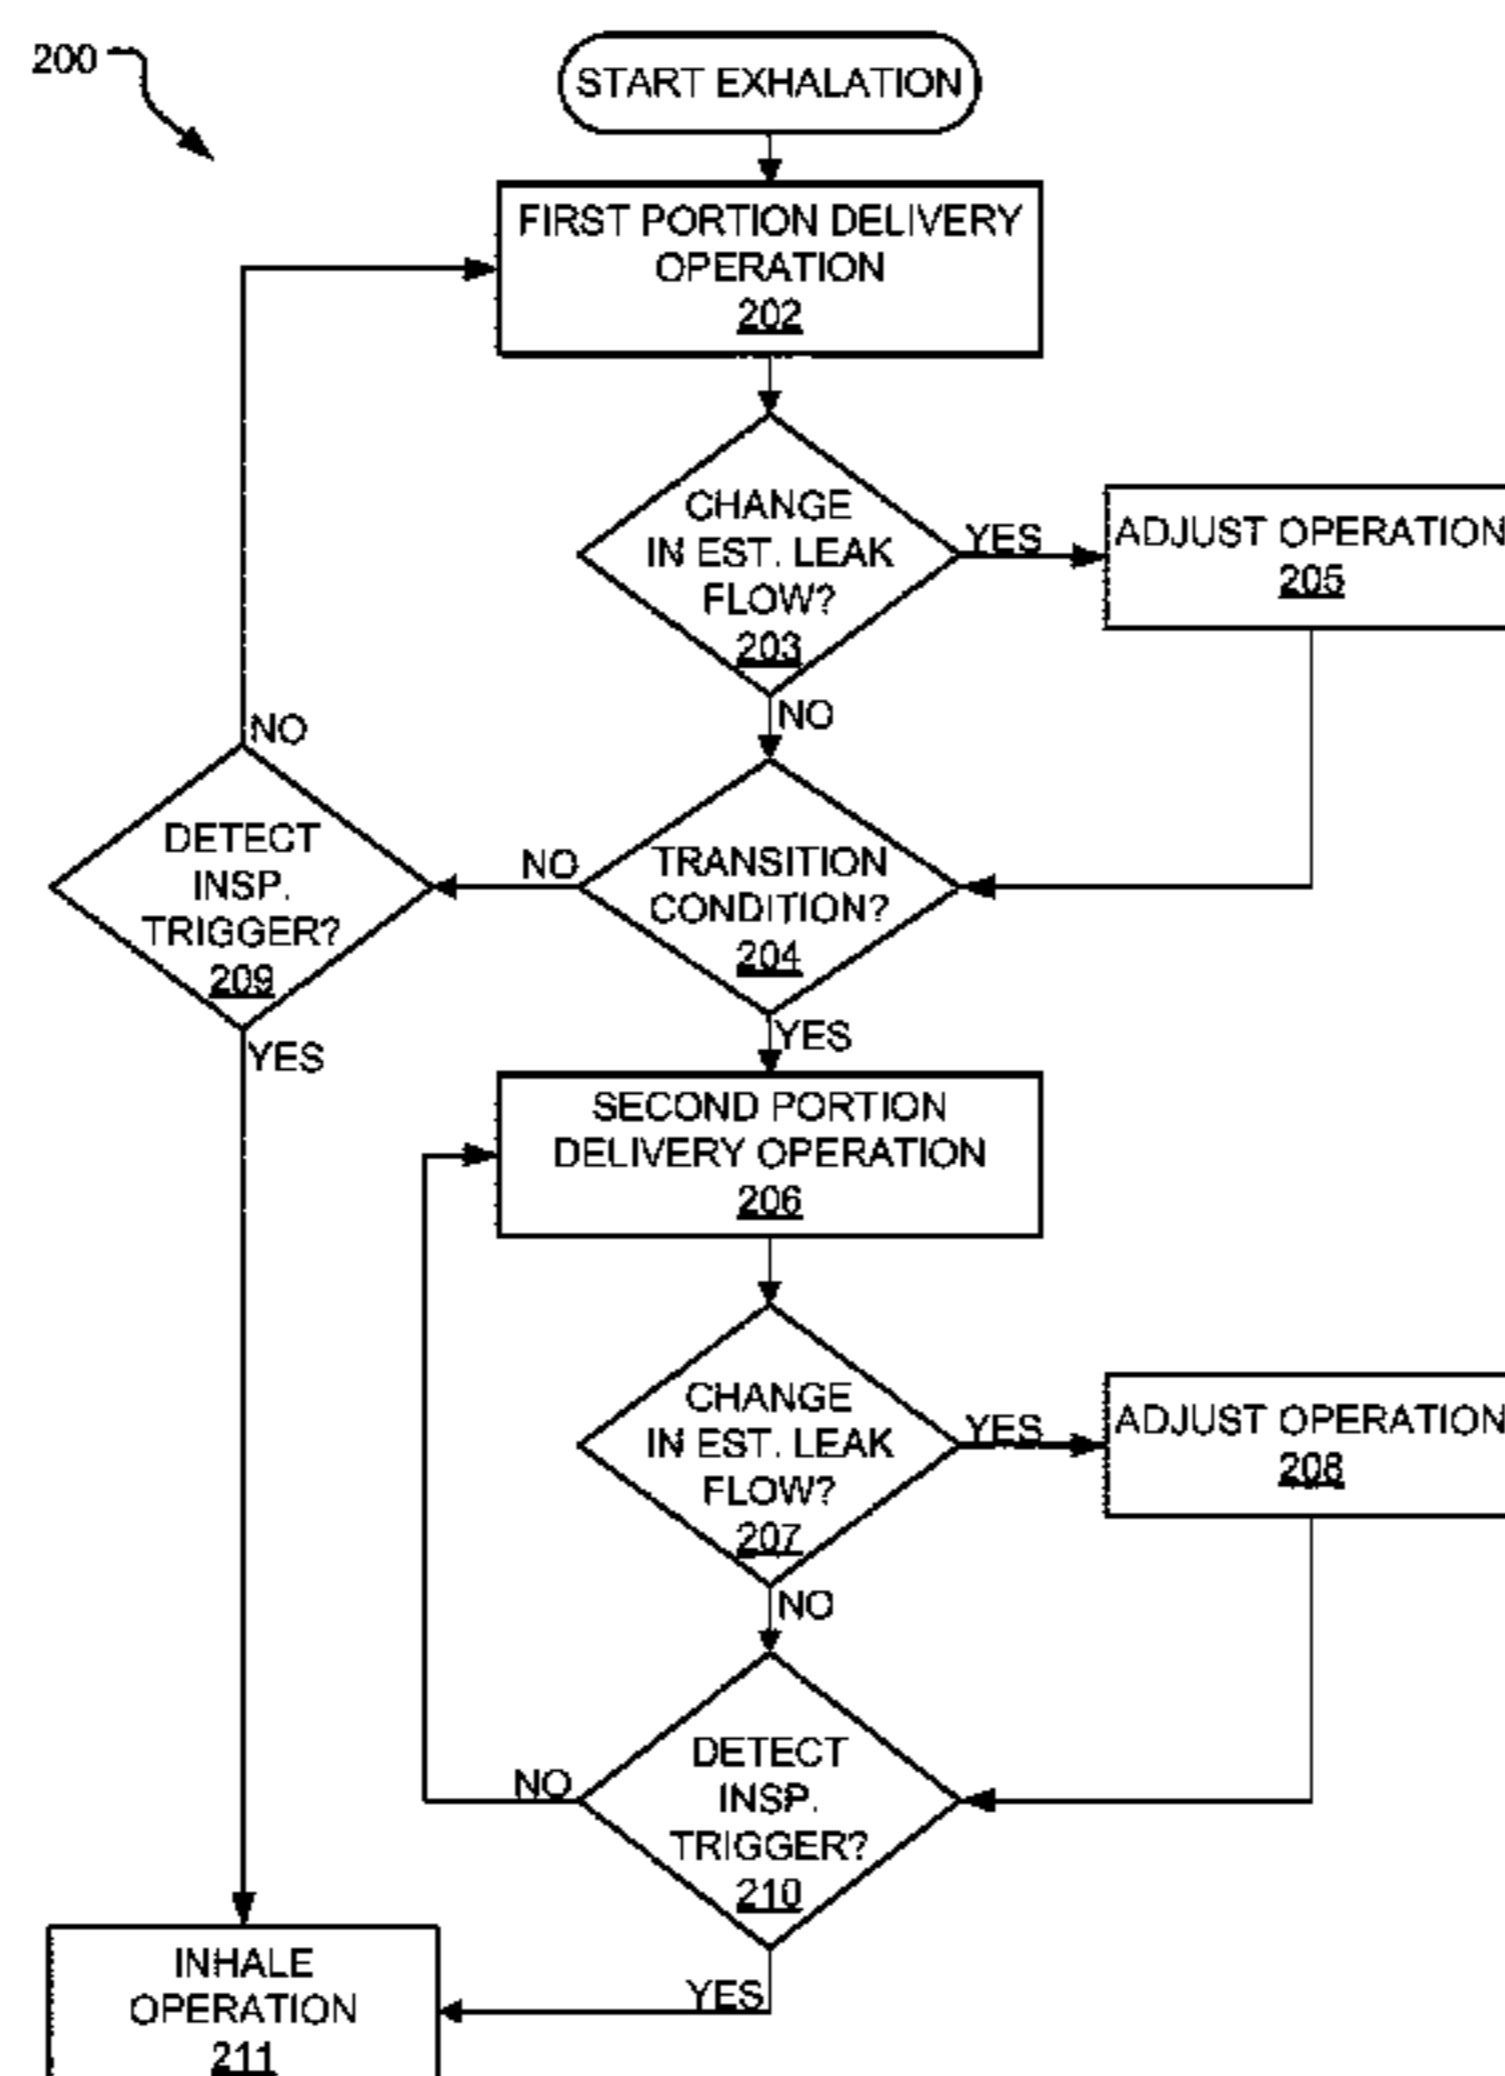 200
START EXHALATION
FIRST PORTION DELIVERY
OPERATION
202
CHANGE
IN EST. LEAK
FLOW?
203
YES
ADJUST OPERATION
205
NO
TRANSITION
CONDITION?
204
NO
DETECT
INSP.
TRIGGER?
209
NO
YES
YES
SECOND PORTION
DELIVERY OPERATION
206
CHANGE
IN EST. LEAK
FLOW?
207
YES
ADJUST OPERATION
208
NO
DETECT
INSP.
TRIGGER?
210
NO
YES
INHALE
OPERATION
211